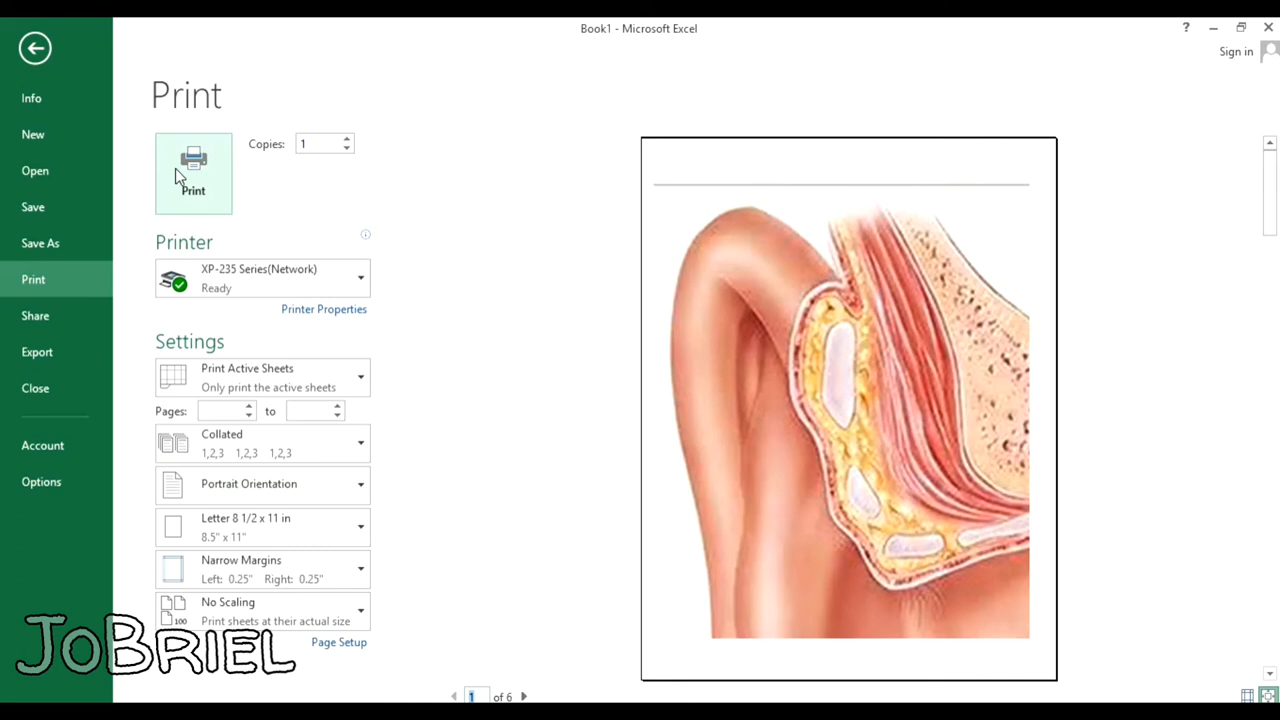 Book1 - Microsoft Excel
?
Sign in
Info
New
Open
Save
Save As
Print
Share
Export
Close
Account
Options
Print
Print
Copies: 1
Printer
XP-235 Series(Network)
Ready
Printer Properties
Settings
Print Active Sheets
Only print the active sheets
Pages: to
Collated
1,2,3 1,2,3 1,2,3
Portrait Orientation
Letter 8 1/2 x 11 in
8.5" x 11"
Narrow Margins
Left: 0.25" Right: 0.25"
No Scaling
100
Print sheets at their actual size
Page Setup
JoBRIEL
1 of 6